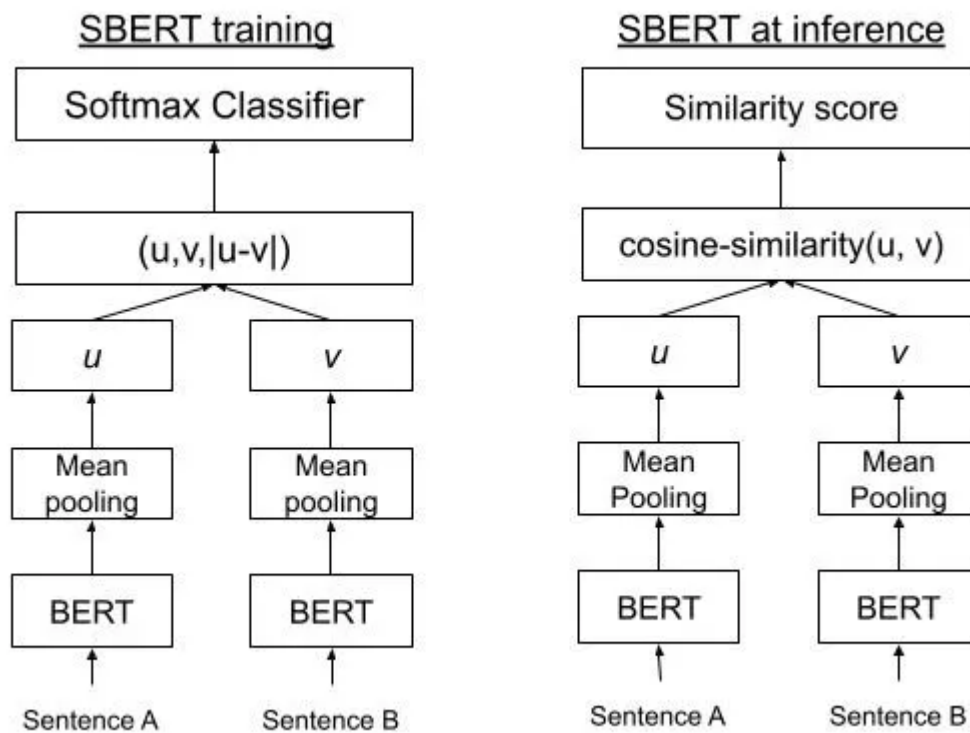 SBERT training
Softmax Classifier
(u,v,|u-v|)
u
v
Mean
pooling
Mean
pooling
BERT
BERT
Sentence A
Sentence B
SBERT at inference
Similarity score
cosine-similarity(u, v)
u
v
Mean
Pooling
Mean
Pooling
BERT
BERT
Sentence A
Sentence B